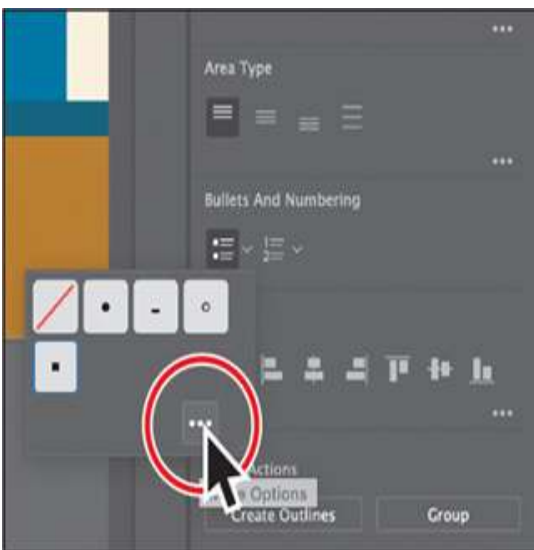 Area Type
Bullets And Numbering
Actions
Options
Create Outlines
Group